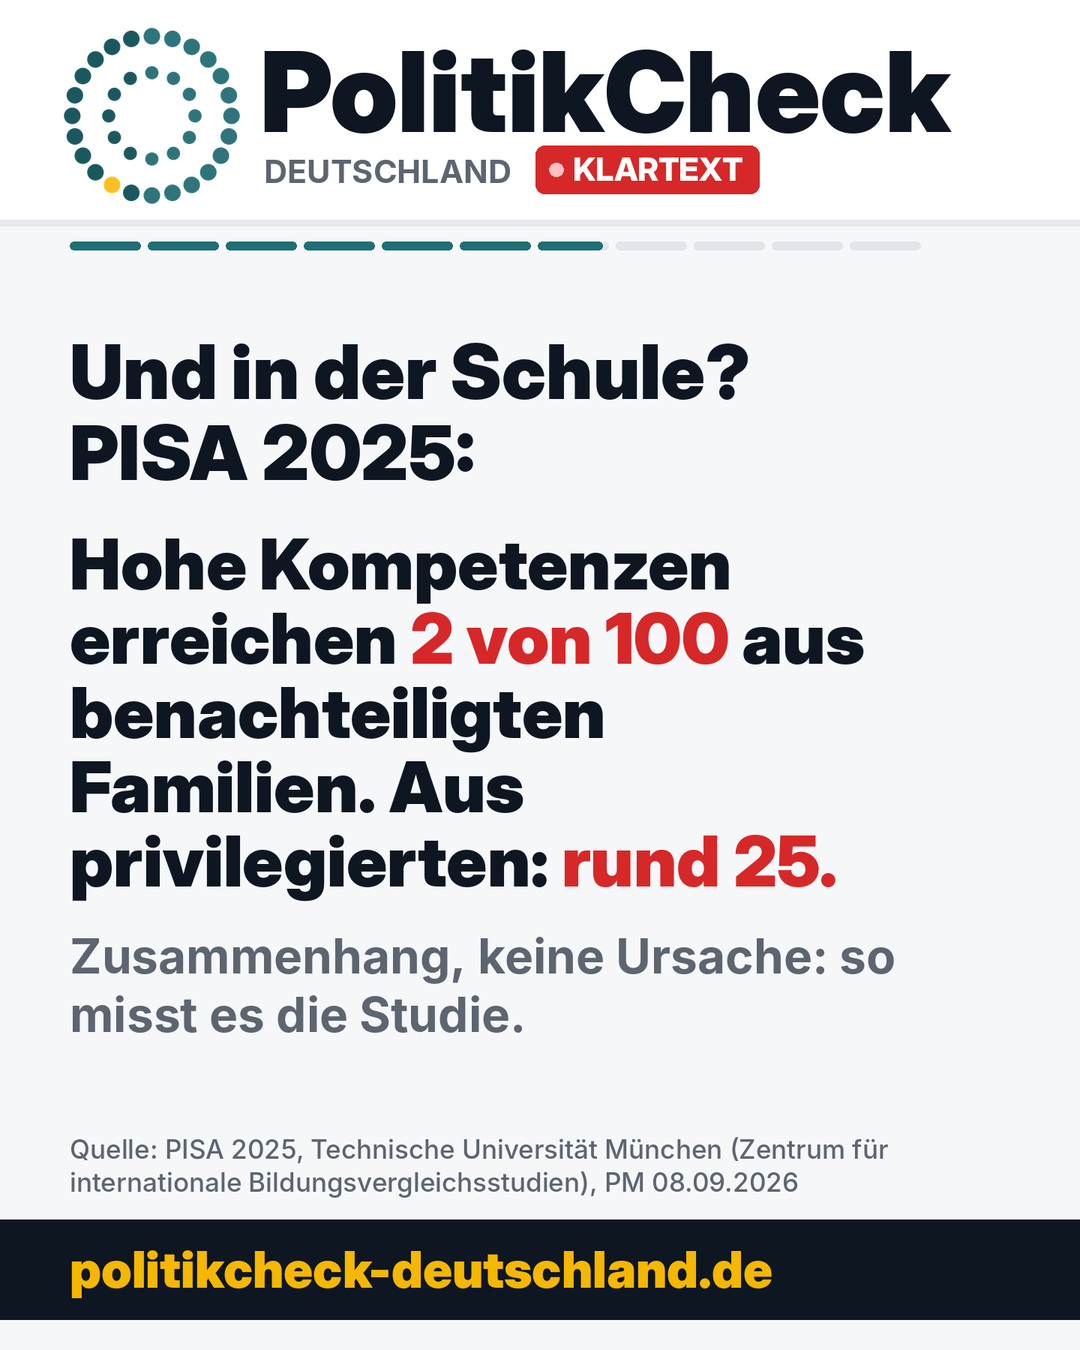 PolitikCheck
DEUTSCHLAND KLARTEXT
Und in der Schule?
PISA 2025:
Hohe Kompetenzen
erreichen 2 von 100 aus
benachteiligten
Familien. Aus
privilegierten: rund 25.
Zusammenhang, keine Ursache: so
misst es die Studie.
Quelle: PISA 2025, Technische Universität München (Zentrum für
internationale Bildungsvergleichsstudien), PM 08.09.2026
politikcheck-deutschland.de